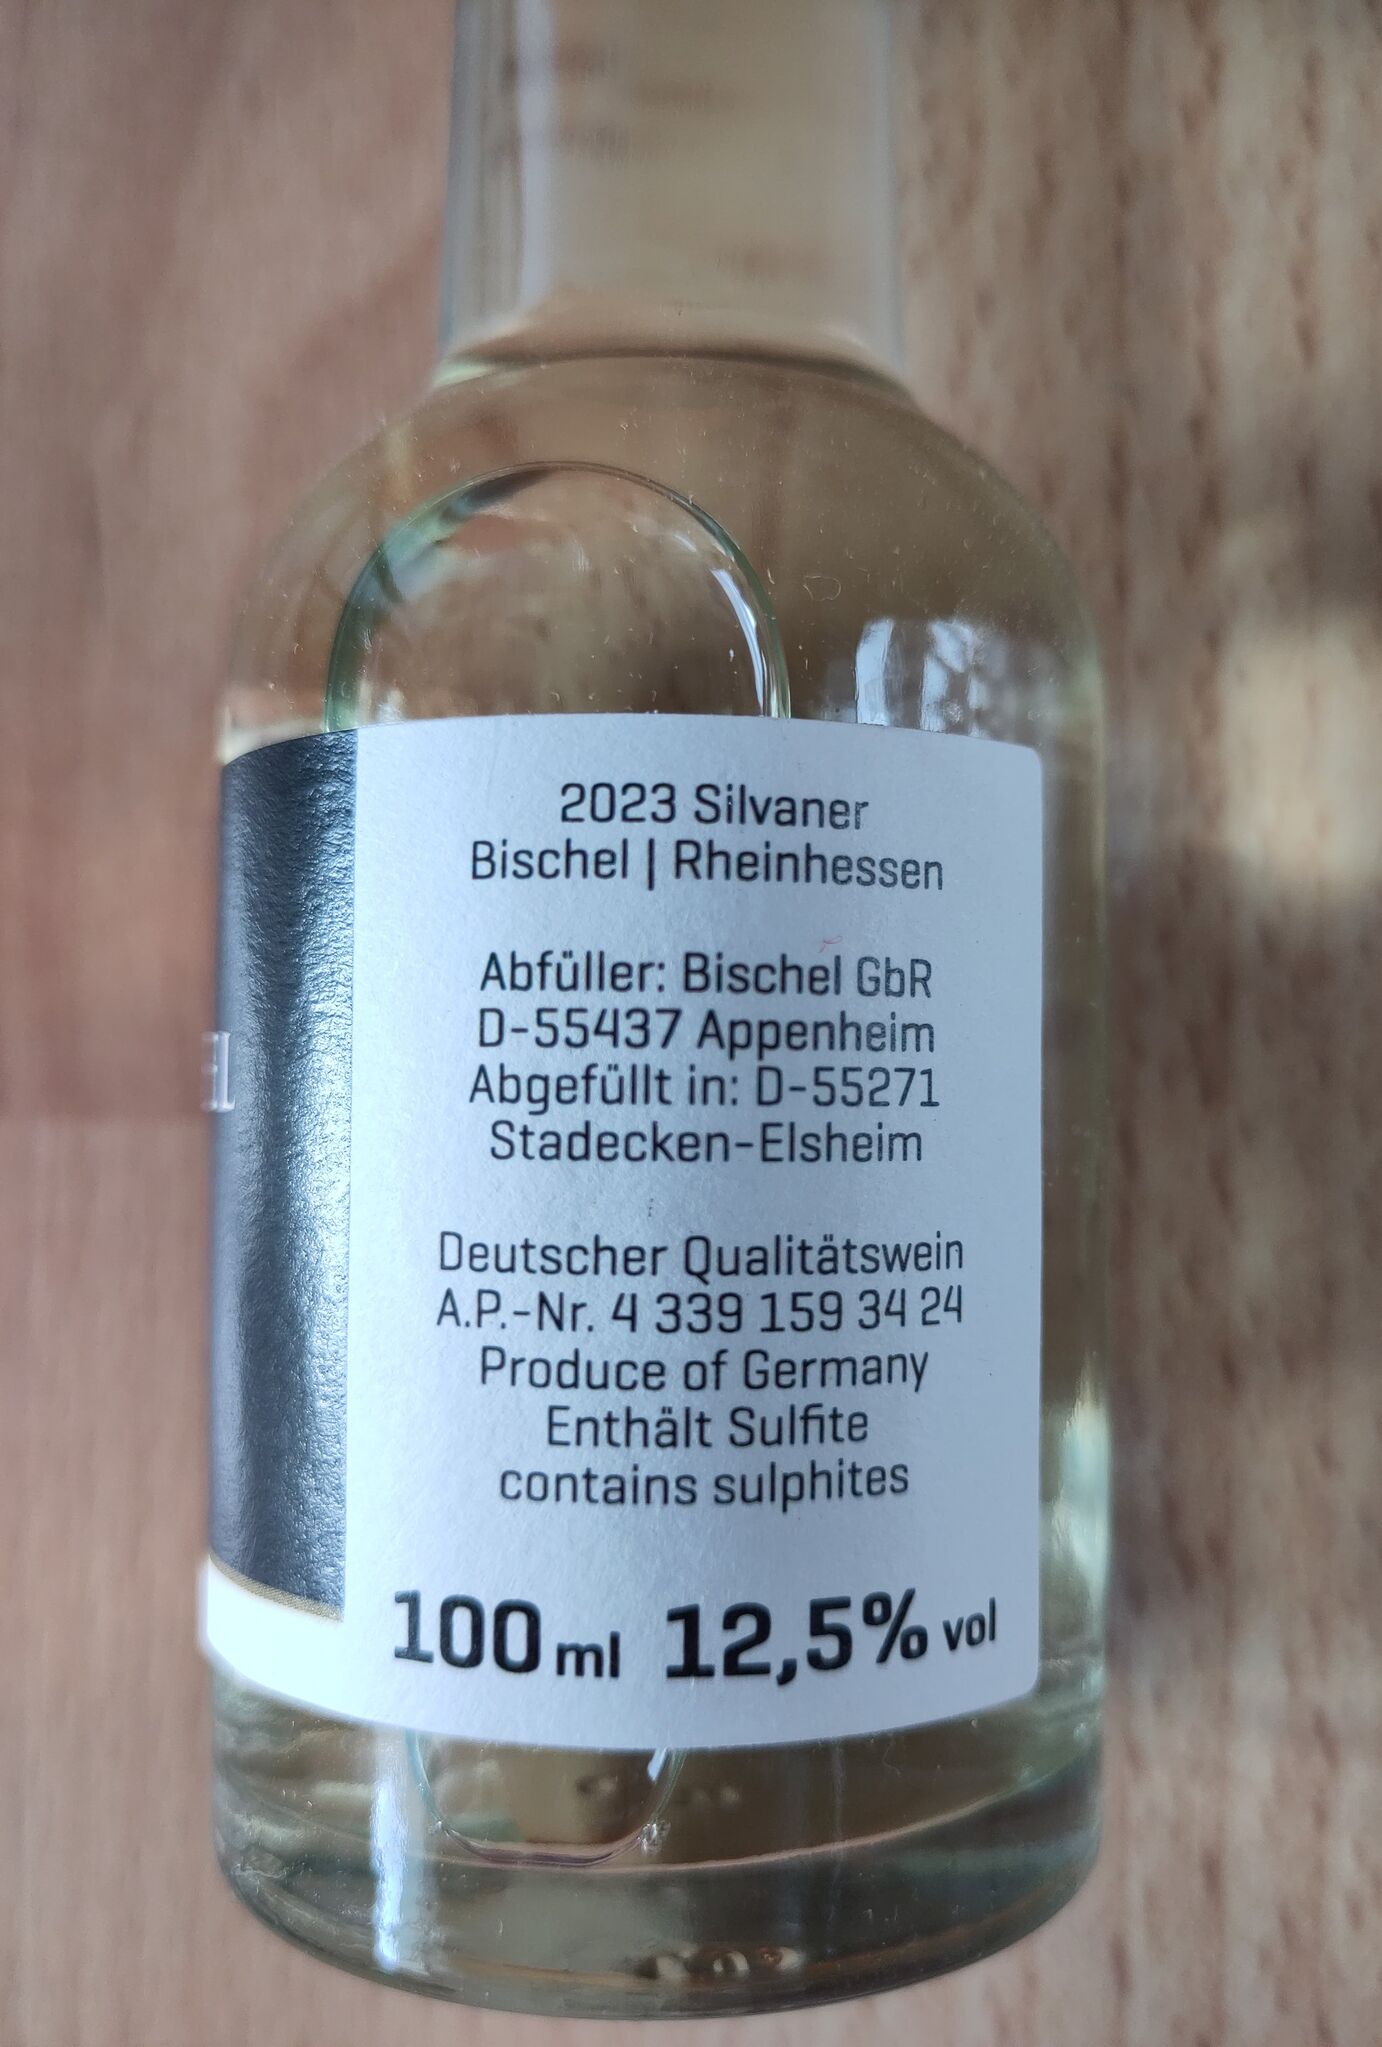 2023 Silvaner
Bischel | Rheinhessen
Abfüller: Bischel GbR
D-55437 Appenheim
Abgefüllt in: D-55271
Stadecken-Elsheim
Deutscher Qualitätswein
A.P.-Nr. 4 339 159 34 24
Produce of Germany
Enthält Sulfite
contains sulphites
100 ml 12,5% vol